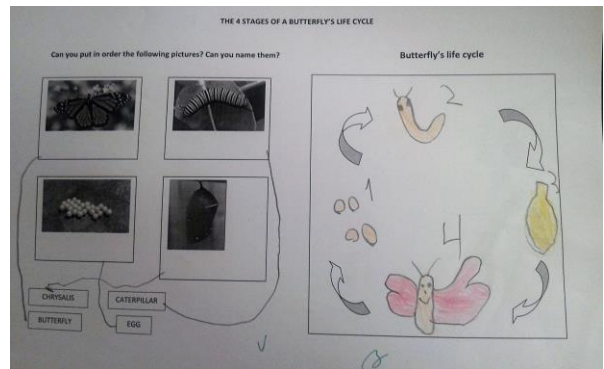 THE 4 STAGES OF A BUTTERFLY'S LIFE CYCLE
Can you put in order the following pictures? Can you name them?
CHRYSALIS
CATERPILLAR
BUTTERFLY
EGG
Butterfly's life cycle
2
1
3
4